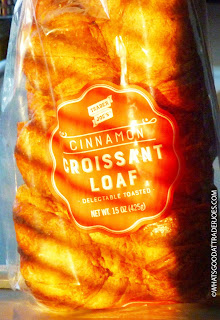 TRADER
JOE'S
CINNAMON
CROISSANT
LOAF
DELECTABLE TOASTED
NET WT. 15 OZ (425g)
©WHATSGOODATTRADERJOES.COM